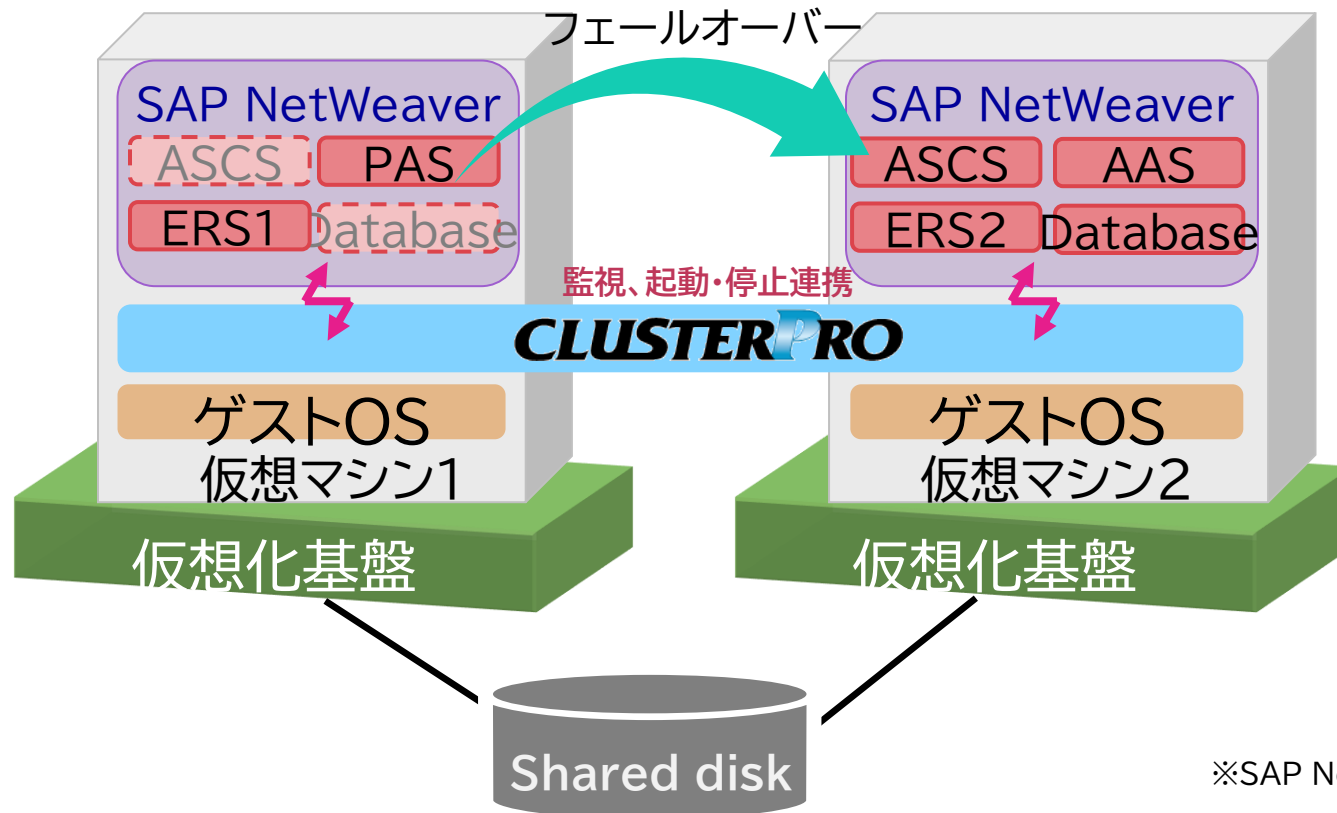 フェールオーバー
SAP NetWeaver
ASCS
PAS
ERS1
Database
SAP NetWeaver
ASCS
AAS
ERS2
Database
監視、起動・停止連携
CLUSTERPRO
ゲストOS
仮想マシン1
仮想化基盤
ゲストOS
仮想マシン2
仮想化基盤
Shared disk
※SAP N